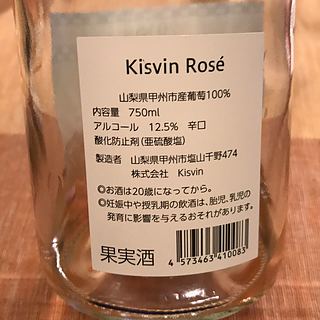 Kisvin Rosé
山梨県甲州市産葡萄100%
内容量　750ml
アルコール　12.5%　辛口
酸化防止剤(亜硫酸塩)
製造者　山梨県甲州市塩山千野474
株式会社　Kisvin
◎お酒は20歳になってから。
◎妊娠中や授乳期の飲酒は、胎児、乳児の
発育に影響を与えるおそれがあります。
果実酒
4 573463 410083